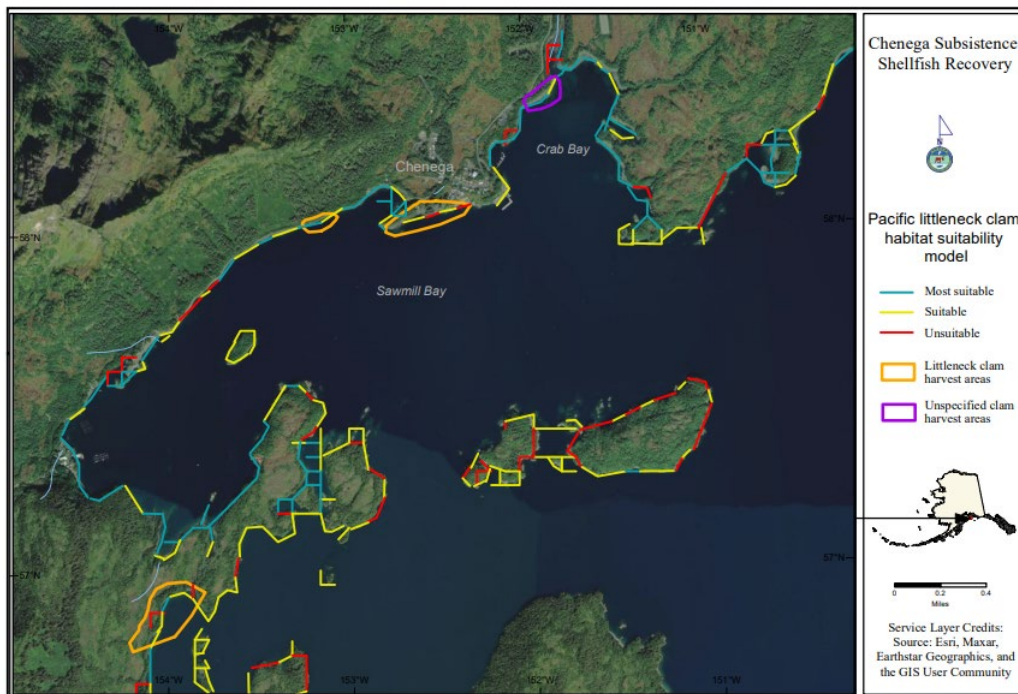 154°W
153°W
152°W
151°W
Crab Bay
Chenega
58°N
58°N
Sawmill Bay
57°N
57°N
154°W
153°W
152°W
151°W
Chenega Subsistence
Shellfish Recovery
N
Pacific littleneck clam
habitat suitability
model
Most suitable
Suitable
Unsuitable
Littleneck clam
harvest areas
Unspecified clam
harvest areas
0 0.2 0.4
Miles
Service Layer Credits:
Source: Esri, Maxar,
Earthstar Geographics, and
the GIS User Community